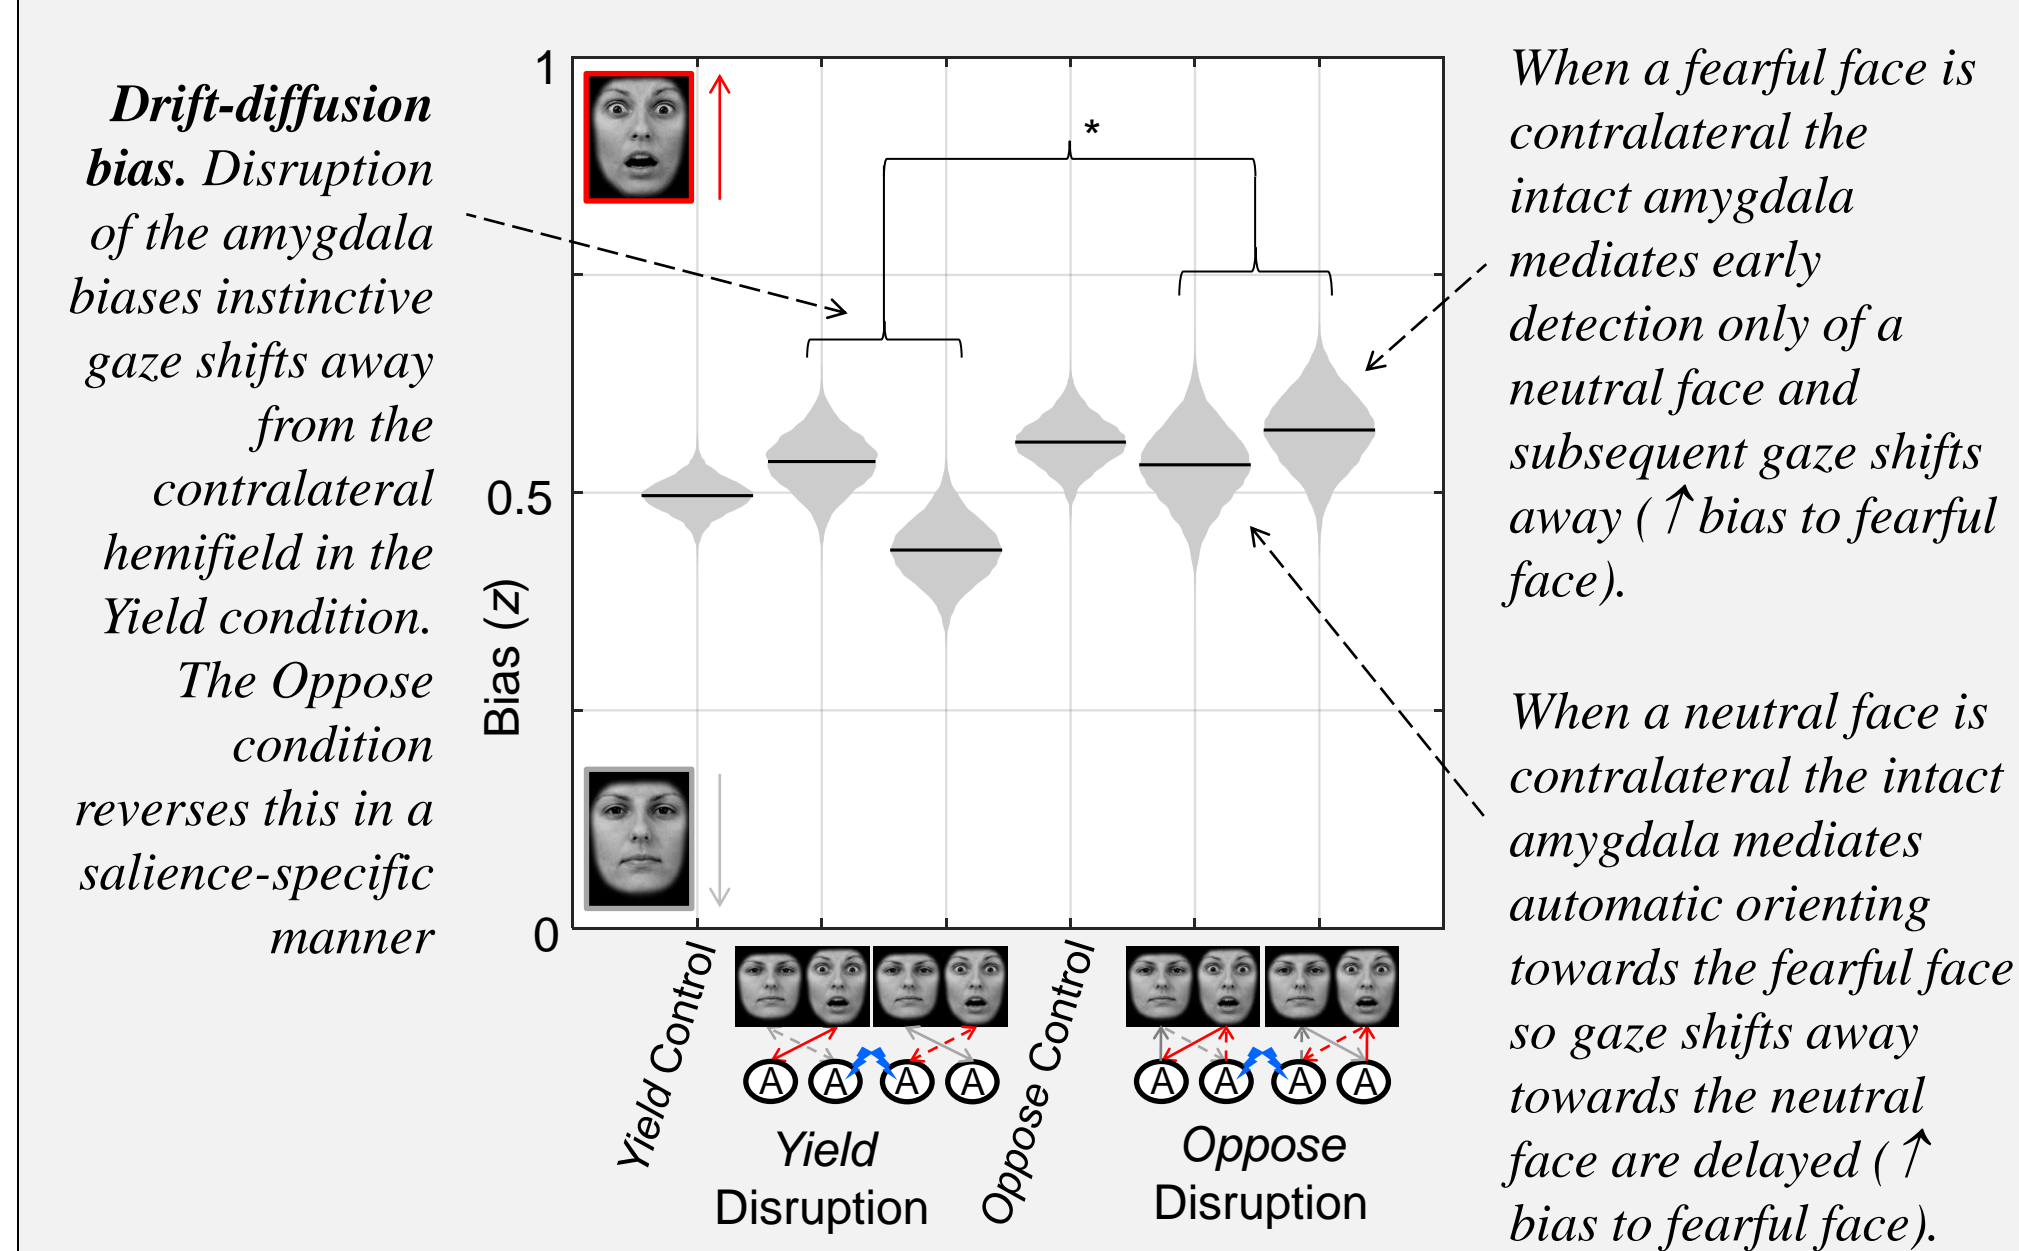 Drift-diffusion
bias. Disruption
of the amygdala
biases instinctive
gaze shifts away
from the
contralateral
hemifield in the
Yield condition.
The Oppose
condition
reverses this in a
salience-specific
manner
1
0.5
0
Bias (z)
*
Yield Control
A A A A
Yield
Disruption
Oppose Control
A A A A
Oppose
Disruption
When a fearful face is
contralateral the
intact amygdala
mediates early
detection only of a
neutral face and
subsequent gaze shifts
away (↑bias to fearful
face).
When a neutral face is
contralateral the intact
amygdala mediates
automatic orienting
towards the fearful face
so gaze shifts away
towards the neutral
face are delayed (↑
bias to fearful face).